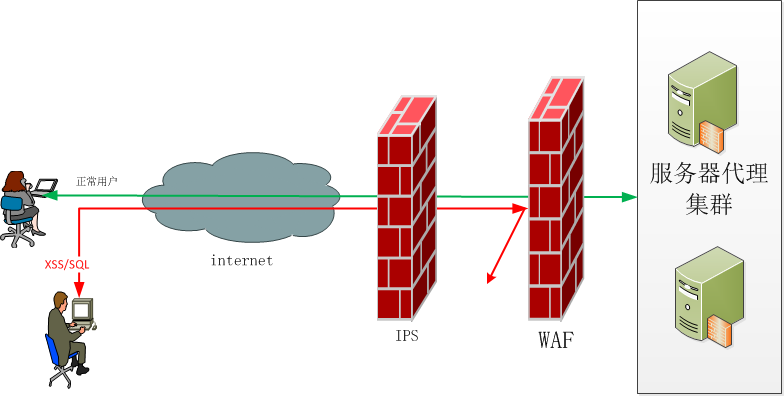 正常用户
服务器代理
集群
internet
XSS/SQL
IPS
WAF